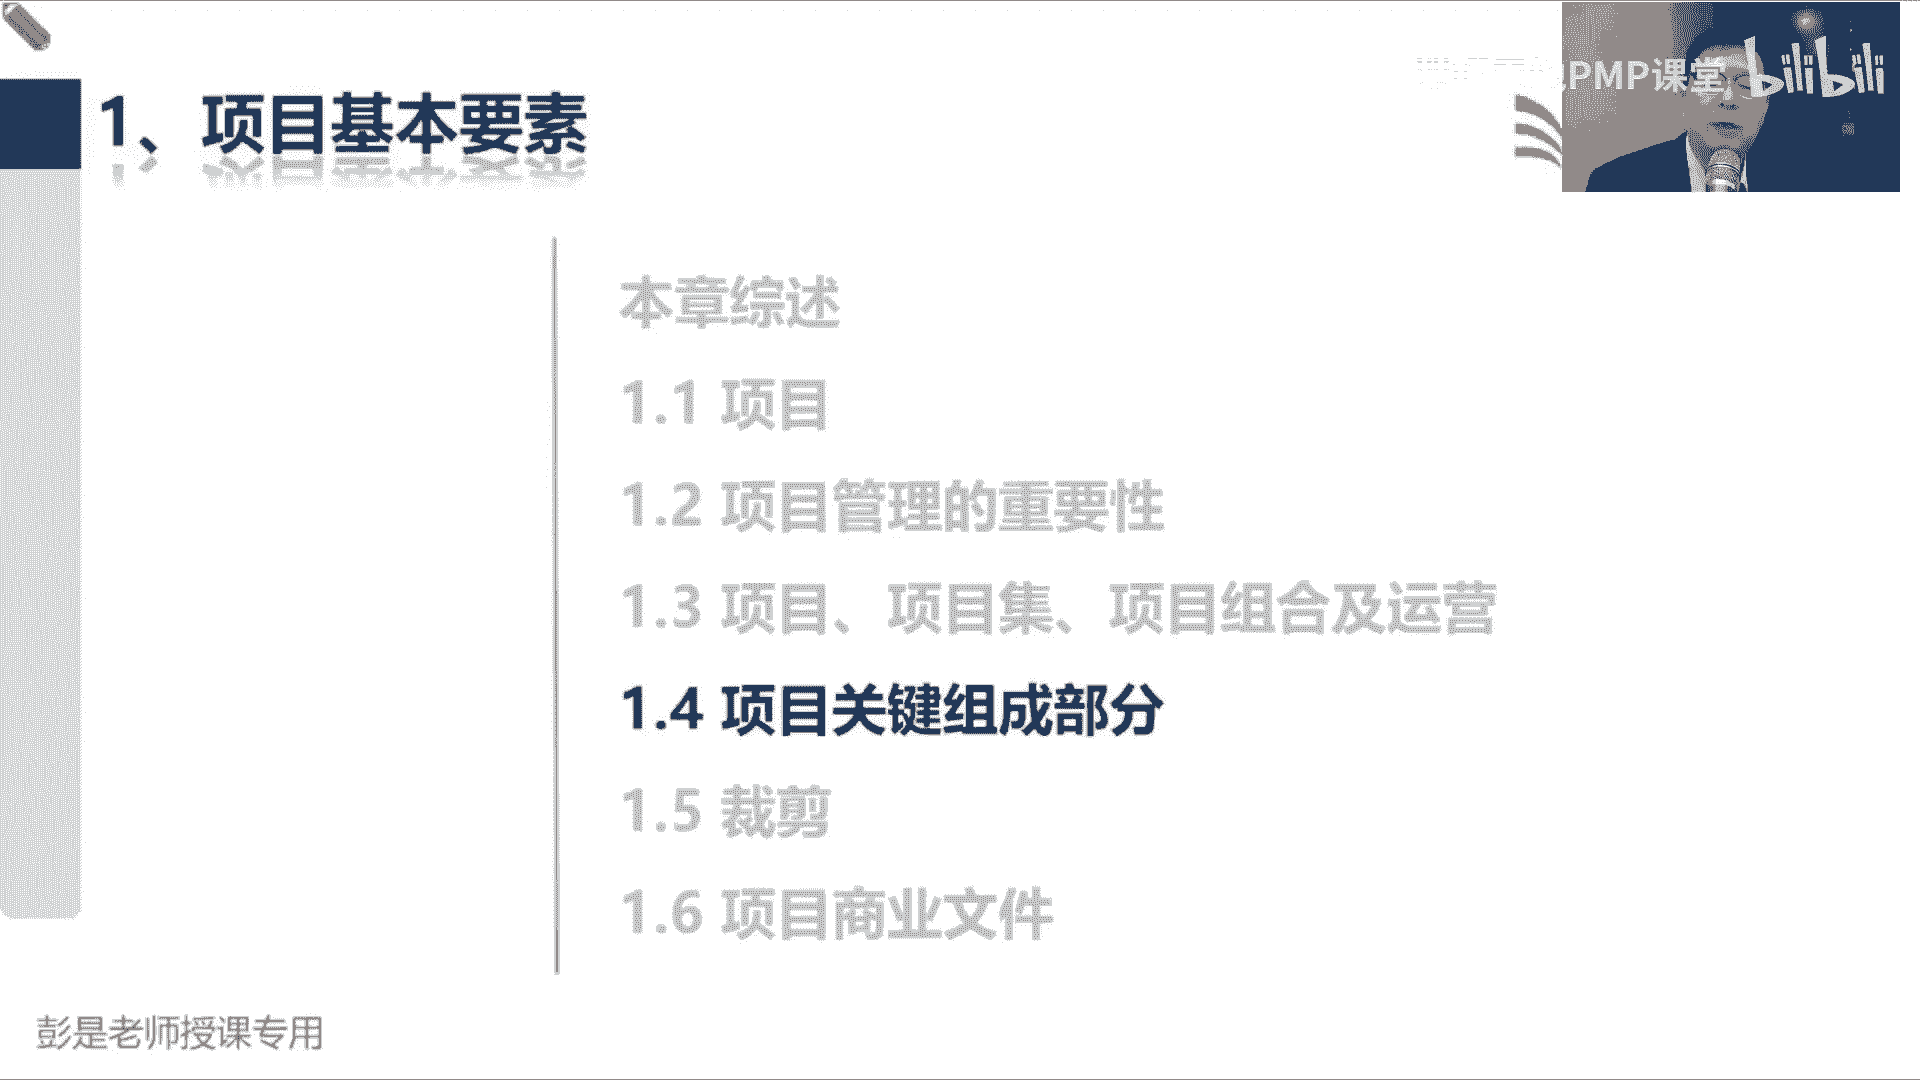 1、项目基本要素
PMP课堂 bilibili
本章综述
1.1 项目
1.2 项目管理的重要性
1.3 项目、项目集、项目组合及运营
1.4 项目关键组成部分
1.5 裁剪
1.6 项目商业文件
彭是老师授课专用